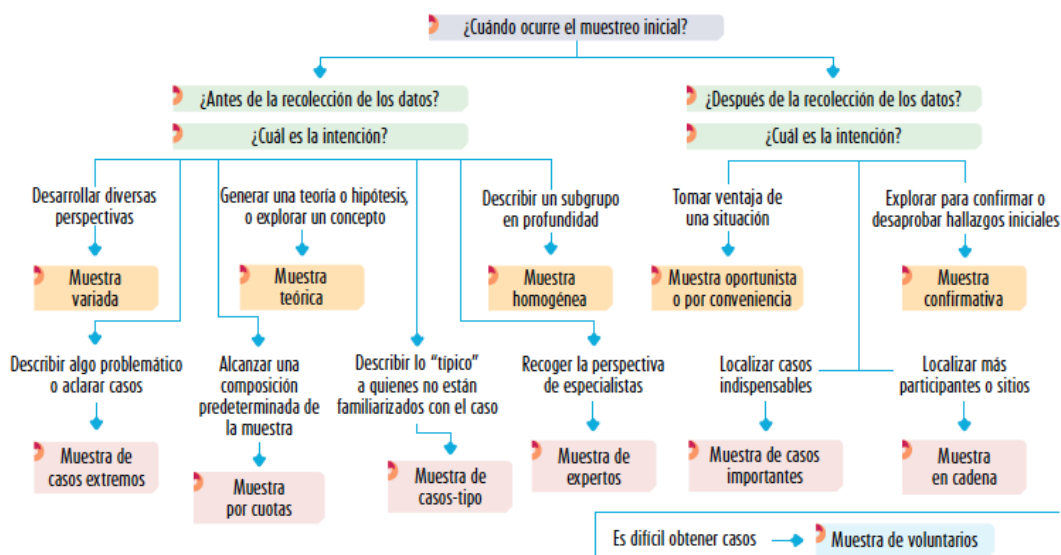 ¿Cuándo ocurre el muestreo inicial?
¿Antes de la recolección de los datos?
¿Cuál es la intención?
¿Después de la recolección de los datos?
¿Cuál es la intención?
Desarrollar diversas
perspectivas
Muestra
variada
Generar una teoría o hipótesis,
o explorar un concepto
Muestra
teórica
Describir un subgrupo
en profundidad
Muestra
homogénea
Tomar ventaja de
una situación
Muestra oportunista
o por conveniencia
Explorar para confirmar o
desaprobar hallazgos iniciales
Muestra
confirmativa
Describir algo problemático
o aclarar casos
Muestra de
casos extremos
Alcanzar una
composición
predeterminada de
la muestra
Muestra
por cuotas
Describir lo “típico”
a quienes no están
familiarizados con el caso
Muestra de
casos-tipo
Recoger la perspectiva
de especialistas
Muestra de
expertos
Localizar casos
indispensables
Muestra de casos
importantes
Localizar más
participantes o sitios
Muestra
en cadena
Es difícil obtener casos
Muestra de voluntarios